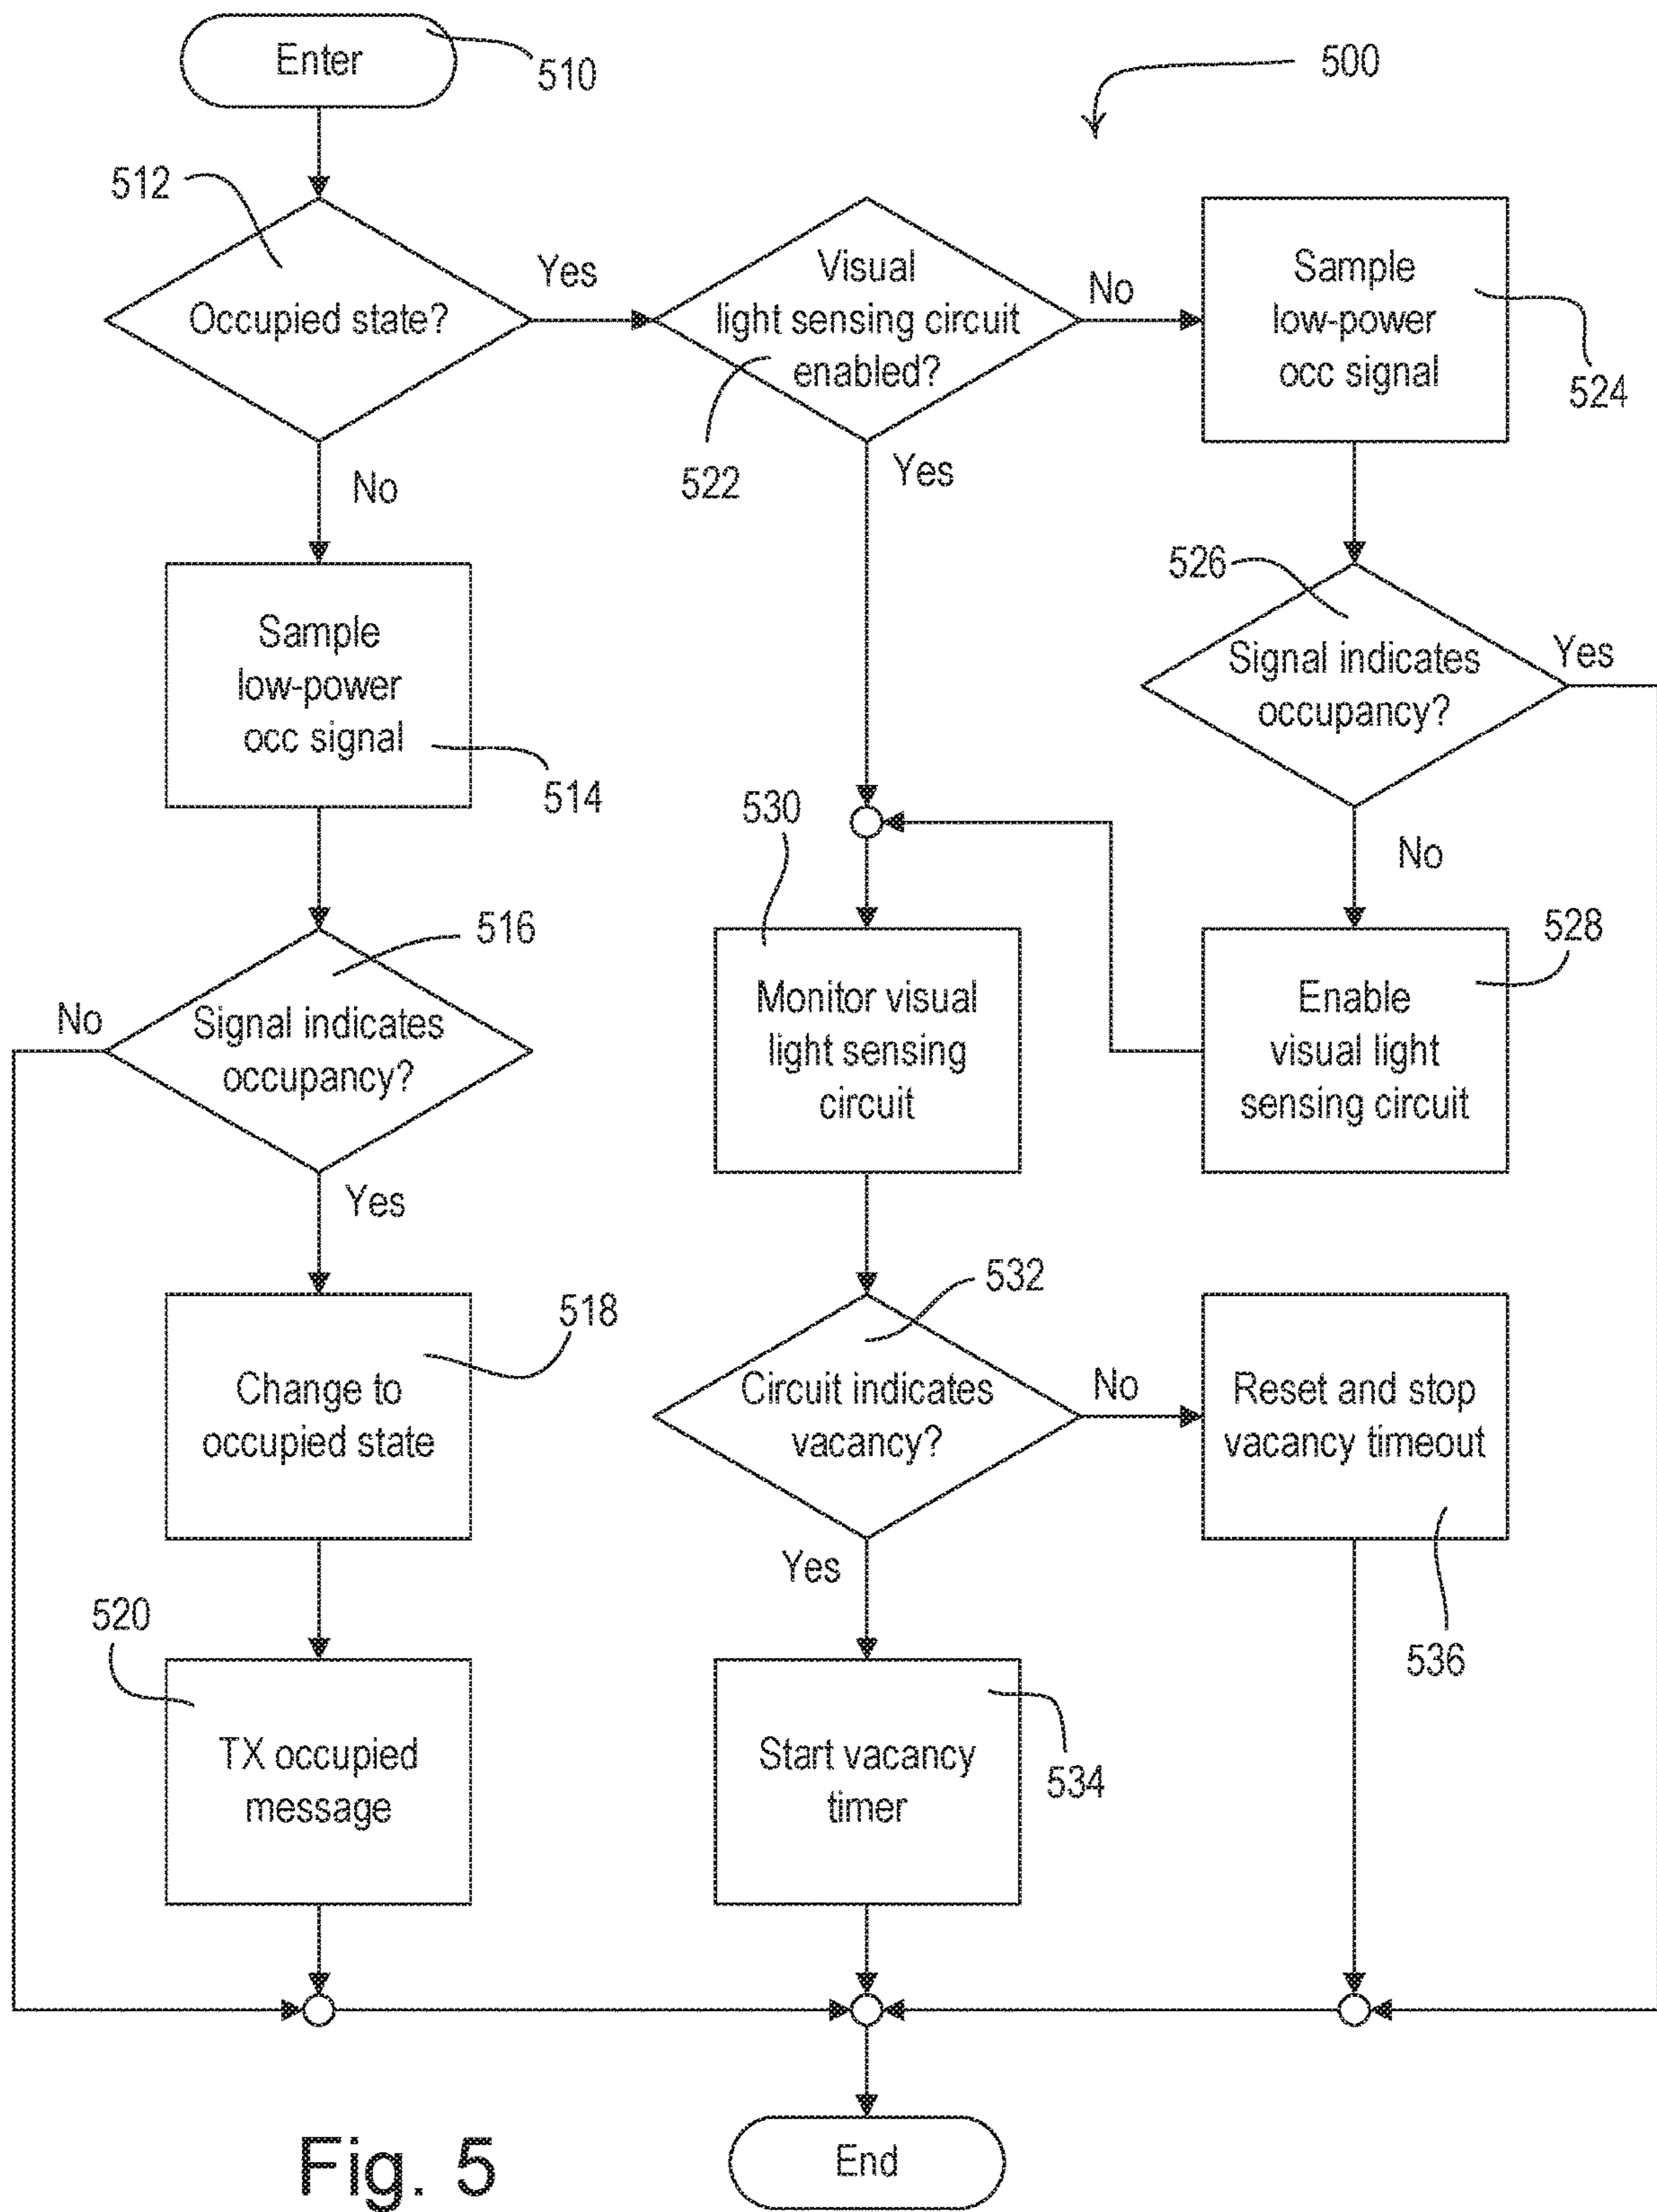 Enter
510
500
512
Occupied state?
Yes
Visual
light sensing circuit
enabled?
522
No
Sample
low-power
occ signal
524
No
Yes
Sample
low-power
occ signal
514
526
Signal indicates
occupancy?
Yes
No
516
Signal indicates
occupancy?
No
Yes
530
Monitor visual
light sensing
circuit
528
Enable
visual light
sensing circuit
518
Change to
occupied state
532
Circuit indicates
vacancy?
No
Yes
Reset and stop
vacancy timeout
536
520
TX occupied
message
Start vacancy
timer
534
End
Fig. 5